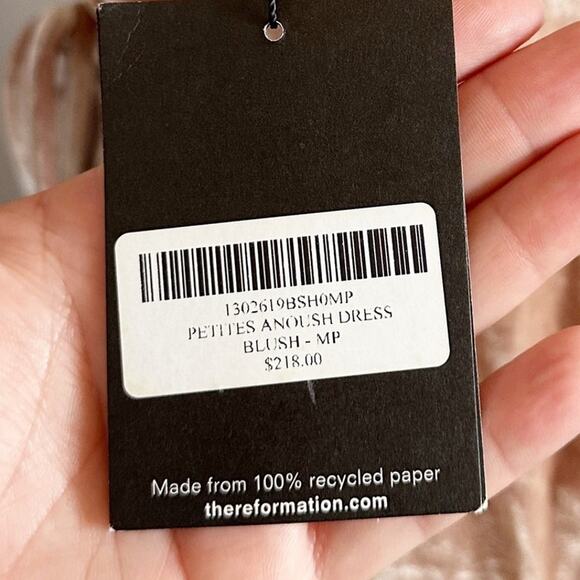 1302619BSH0MP
PETITES ANOUSH DRESS
BLUSH - MP
$218.00
Made from 100% recycled paper
thereformation.com